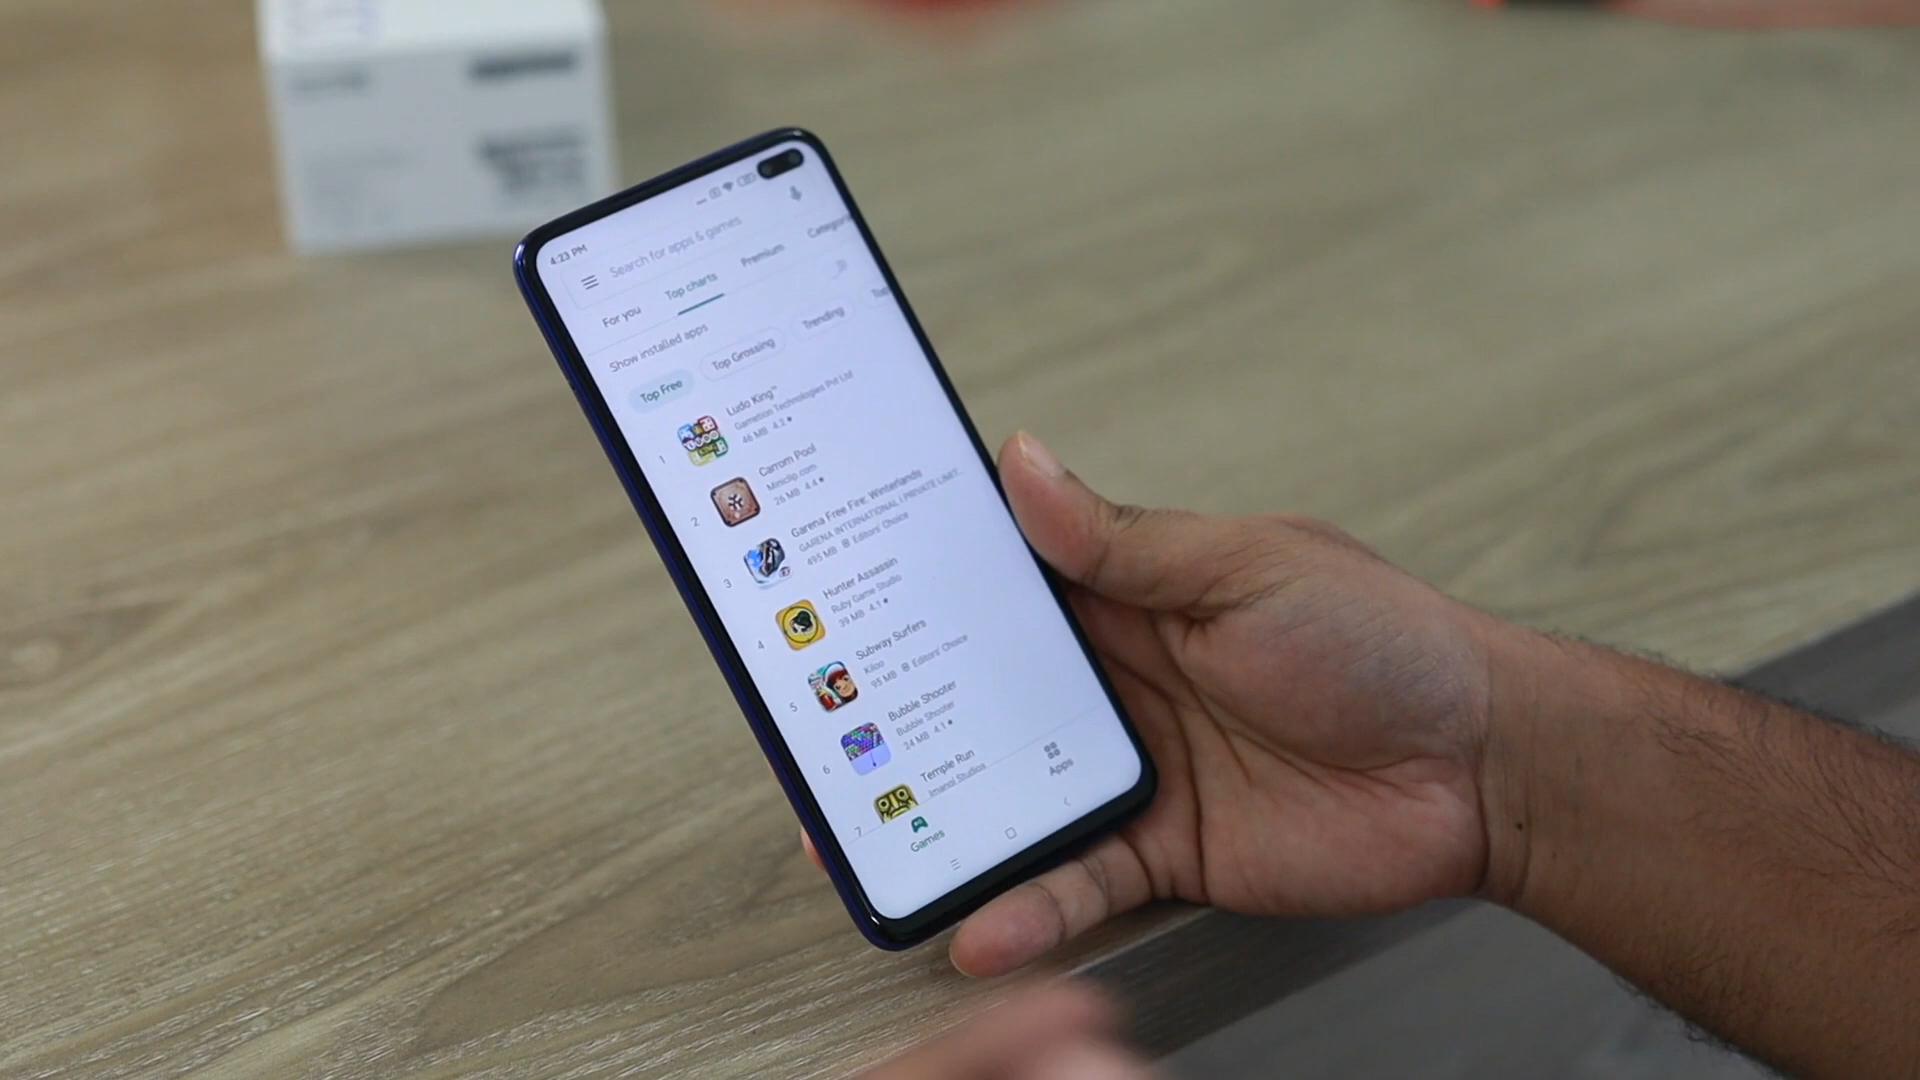 4:23 PM
Search for apps & games
For you
Top charts
Premium
Show installed apps
Top Free
Top Grossing
Trending
1
Ludo King™
Gametion Technologies Pvt Ltd
46 MB 4.2
2
Carrom Pool
Miniclip.com
26 MB 4.4
3
Garena Free Fire: Winterlands
GARENA INTERNATIONAL I PRIVATE LIMIT...
495 MB Editors' Choice
4
Hunter Assassin
Ruby Game Studio
39 MB 4.1
5
Subway Surfers
Kiloo
95 MB Editors' Choice
6
Bubble Shooter
Bubble Shooter
24 MB 4.1
7
Temple Run
Imangi Studios
Games
Apps